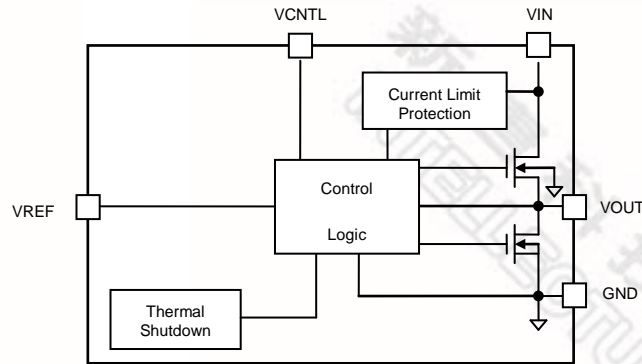 VCNTL
VIN
Current Limit
Protection
Control
Logic
VREF
VOUT
GND
Thermal
Shutdown